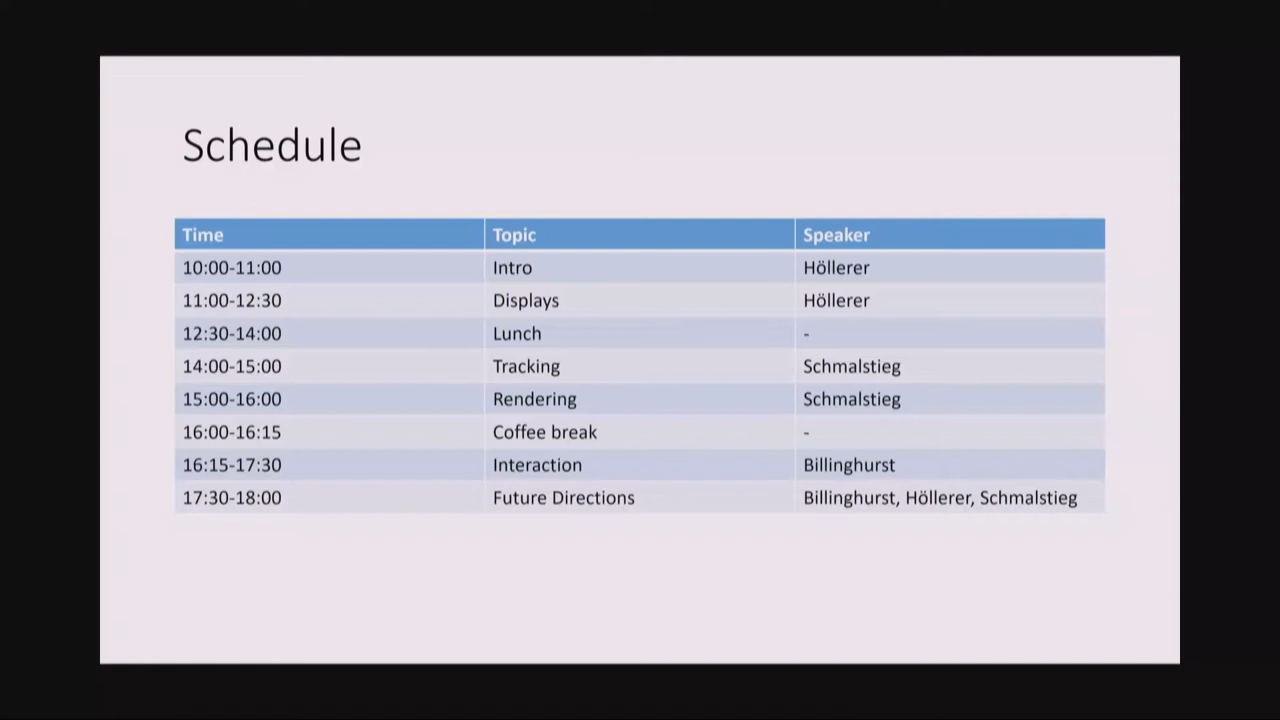 Schedule
Time Topic Speaker
10:00-11:00 Intro Höllerer
11:00-12:30 Displays Höllerer
12:30-14:00 Lunch -
14:00-15:00 Tracking Schmalstieg
15:00-16:00 Rendering Schmalstieg
16:00-16:15 Coffee break -
16:15-17:30 Interaction Billinghurst
17:30-18:00 Future Directions Billinghurst, Höllerer, Schmalstieg